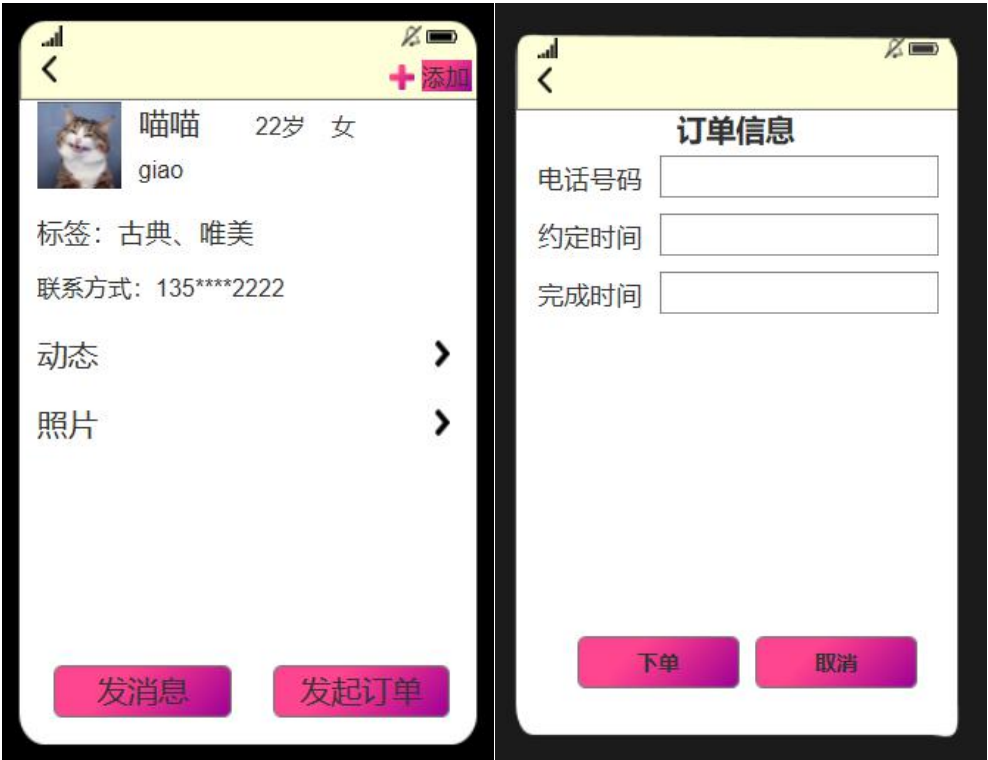 添加
喵喵 22岁 女
giao
标签：古典、唯美
联系方式：135****2222
动态
照片
发消息 发起订单
订单信息
电话号码
约定时间
完成时间
下单 取消